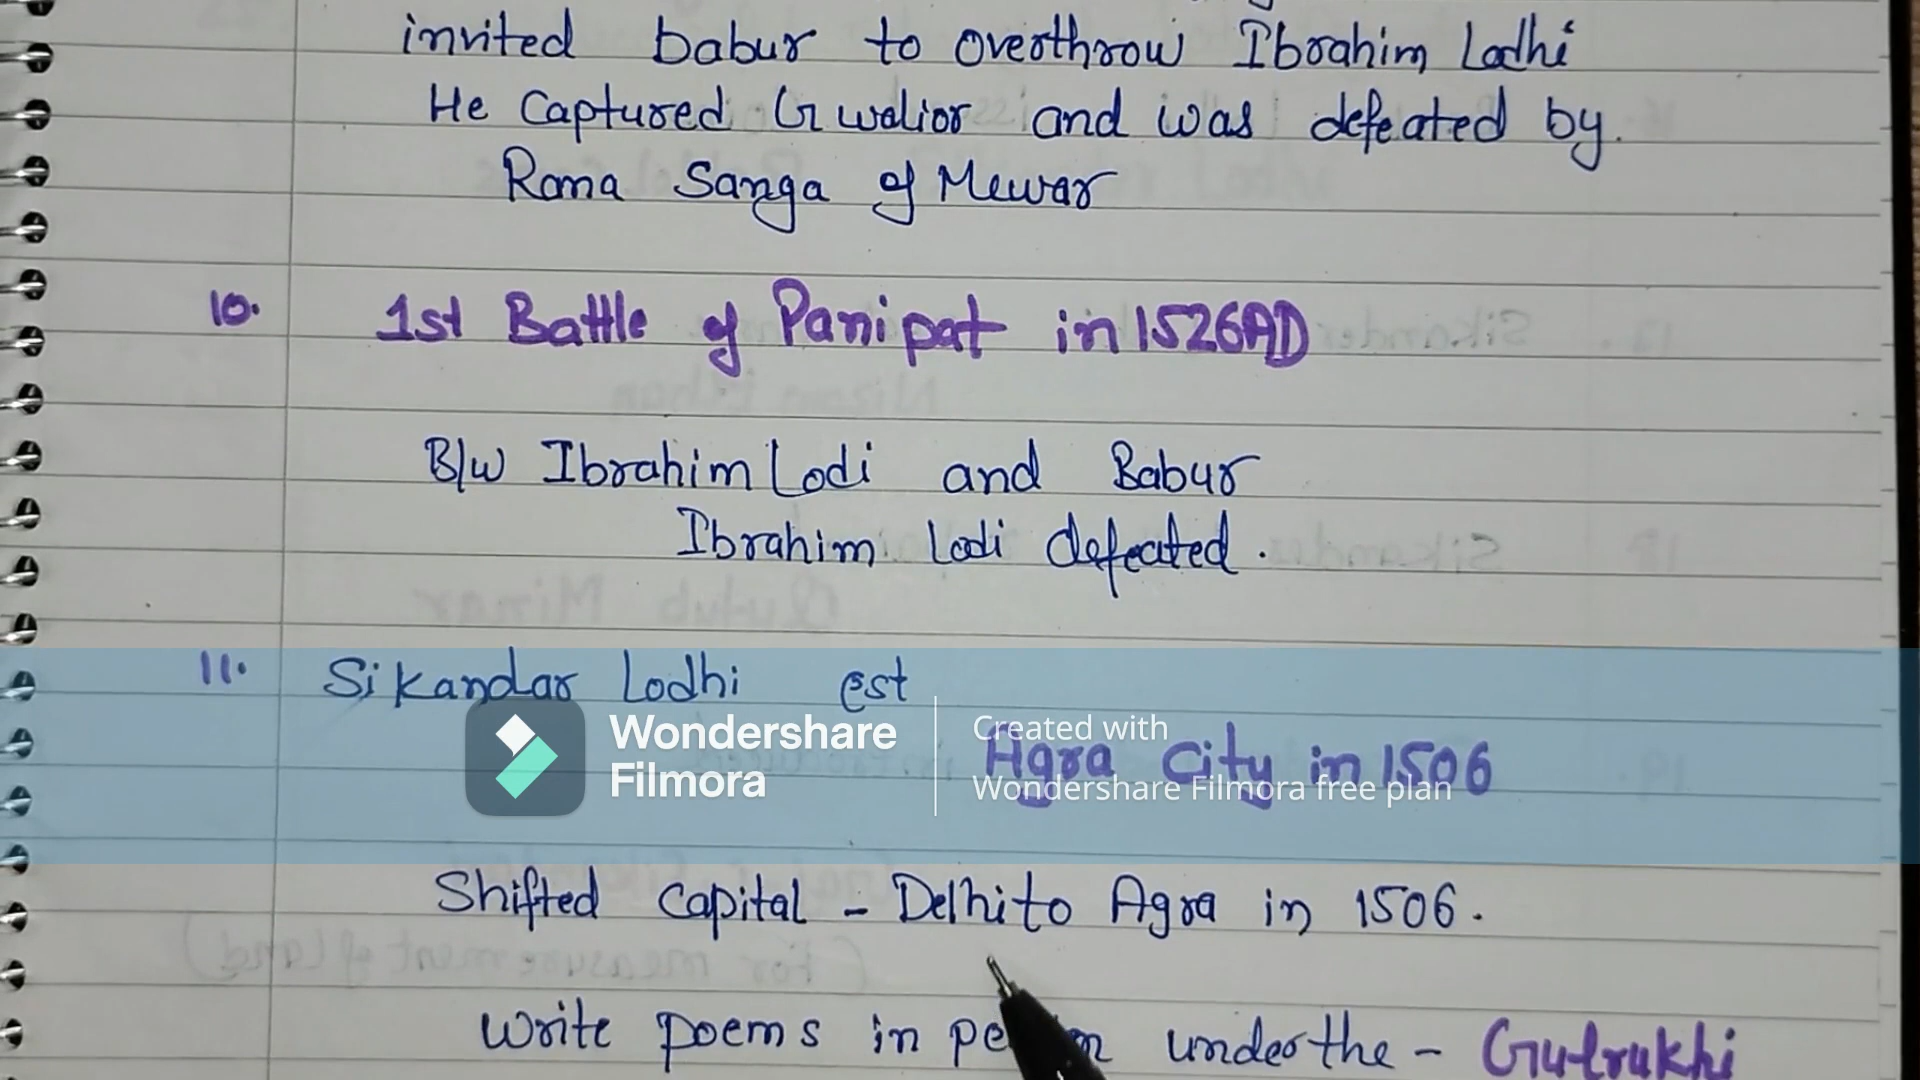 invited babur to overthrow Ibrahim Lodhi
He Captured Gwalior and was defeated by.
Rana Sanga of Mewar
10. 1st Battle of Panipat in 1526AD
B/w Ibrahim Lodi and Babur
Ibrahim Lodi defeated.
11. Sikandar Lodhi est
Agra City in 1506
Wondershare
Filmora
Created with
Wondershare Filmora free plan
Shifted Capital - Delhi to Agra in 1506.
Write poems in under the - Gulrukhi